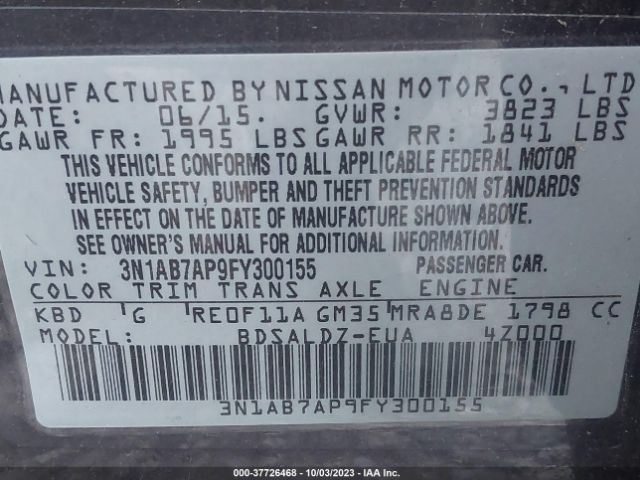 MANUFACTURED BY NISSAN MOTOR CO., LTD
DATE: 06/15. GVWR: 3823 LBS
GAWR FR: 1995 LBS GAWR RR: 1841 LBS
THIS VEHICLE CONFORMS TO ALL APPLICABLE FEDERAL MOTOR
VEHICLE SAFETY, BUMPER AND THEFT PREVENTION STANDARDS
IN EFFECT ON THE DATE OF MANUFACTURE SHOWN ABOVE.
SEE OWNER'S MANUAL FOR ADDITIONAL INFORMATION
VIN: 3N1AB7AP9FY300155 PASSENGER CAR.
COLOR TRIM TRANS AXLE ENGINE
KBD G RE0F11A GM35 MRA8DE 1798 CC
BDSALDZ-EUA 4Z000
3N1AB7AP9FY300155
000-37726468 - 10/03/2023 - IAA Inc.